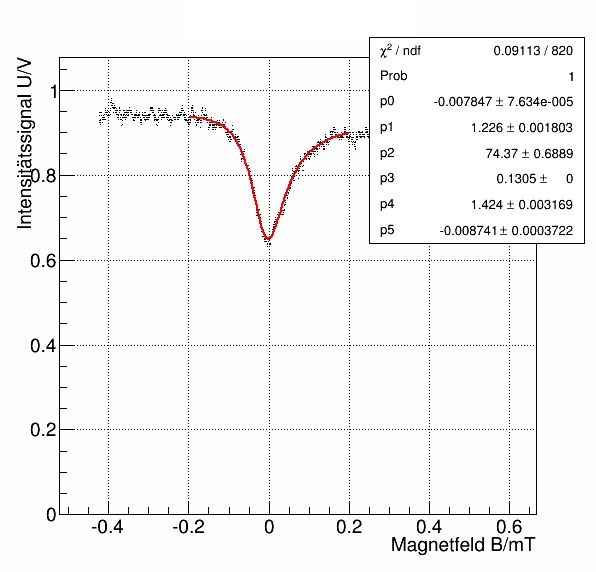 χ² / ndf 0.09113 / 820
Prob 1
p0 -0.007847 ± 7.634e-005
p1 1.226 ± 0.001803
p2 74.37 ± 0.6889
p3 0.1305 ± 0
p4 1.424 ± 0.003169
p5 -0.008741 ± 0.0003722
Intensitätssignal U/V
1
0.8
0.6
0.4
0.2
0
-0.4 -0.2 0 0.2 0.4 0.6
Magnetfeld B/mT